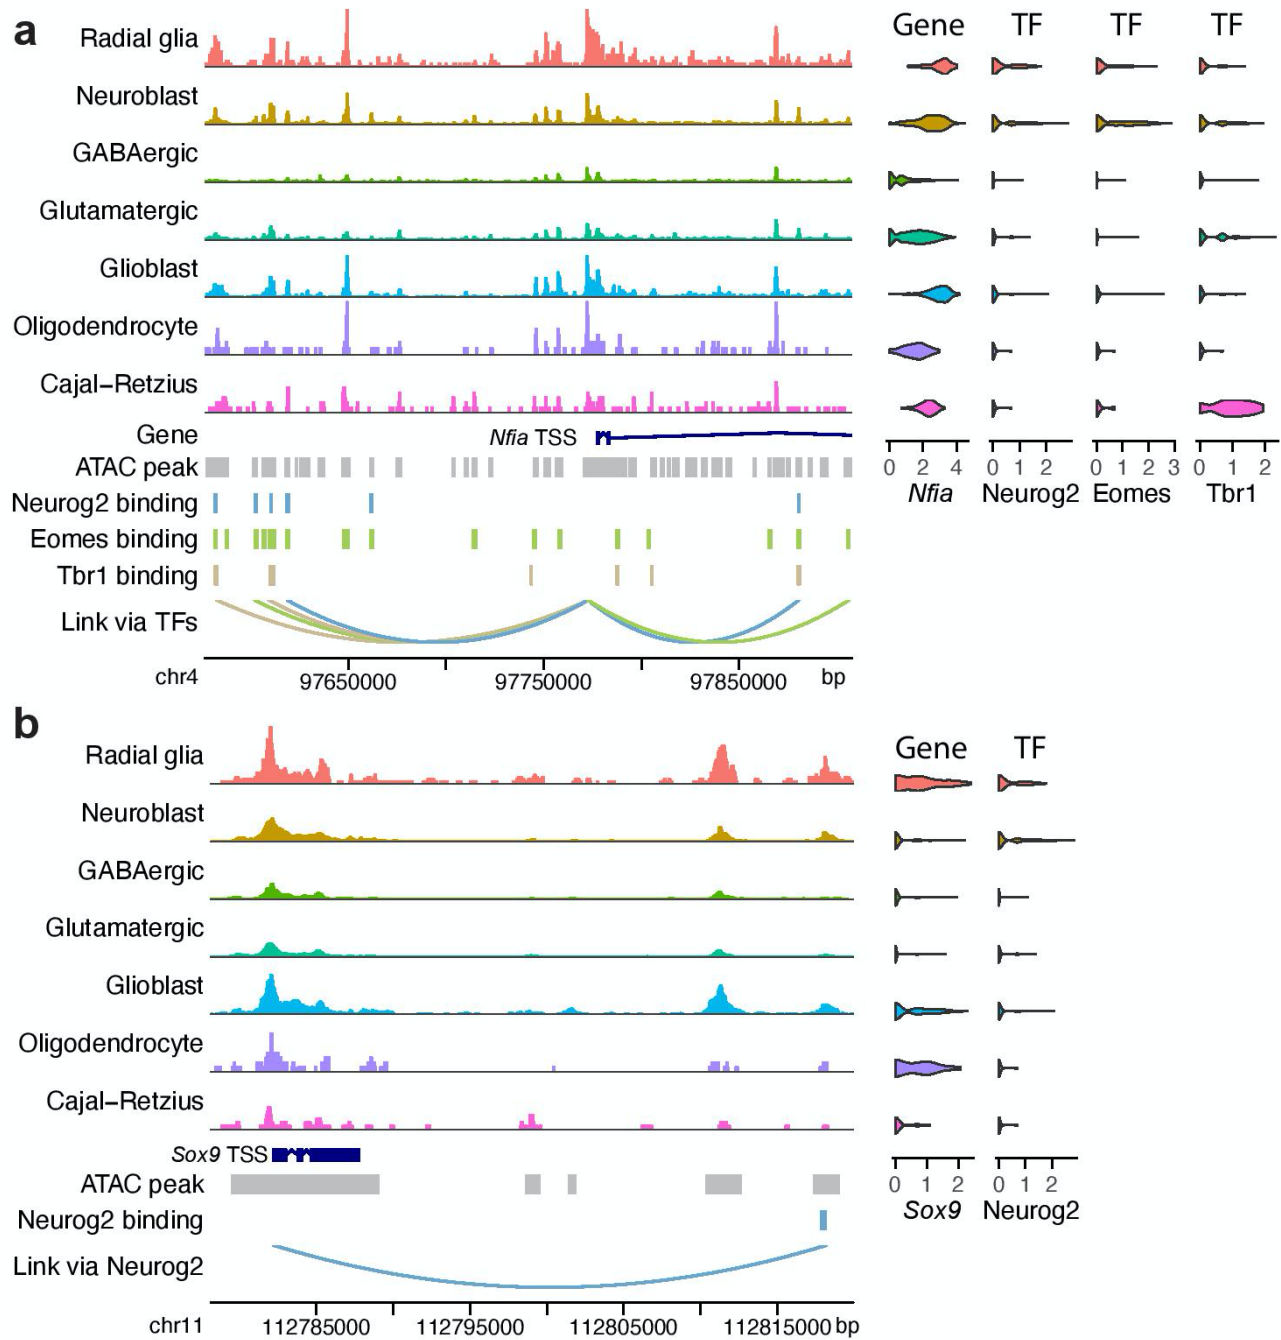 a
Gene TF TF TF
Radial glia
Neuroblast
GABAergic
Glutamatergic
Glioblast
Oligodendrocyte
Cajal–Retzius
Gene
Nfia TSS
ATAC peak
Neurog2 binding
Eomes binding
Tbr1 binding
Link via TFs
chr4 97650000 97750000 97850000 bp
0 2 4 0 1 2 0 1 2 3 0 1 2
Nfia Neurog2 Eomes Tbr1
b
Gene TF
Radial glia
Neuroblast
GABAergic
Glutamatergic
Glioblast
Oligodendrocyte
Cajal–Retzius
Sox9 TSS
ATAC peak
Neurog2 binding
Link via Neurog2
chr11 112785000 112795000 112805000 112815000 bp
0 1 2 0 1 2
Sox9 Neurog2